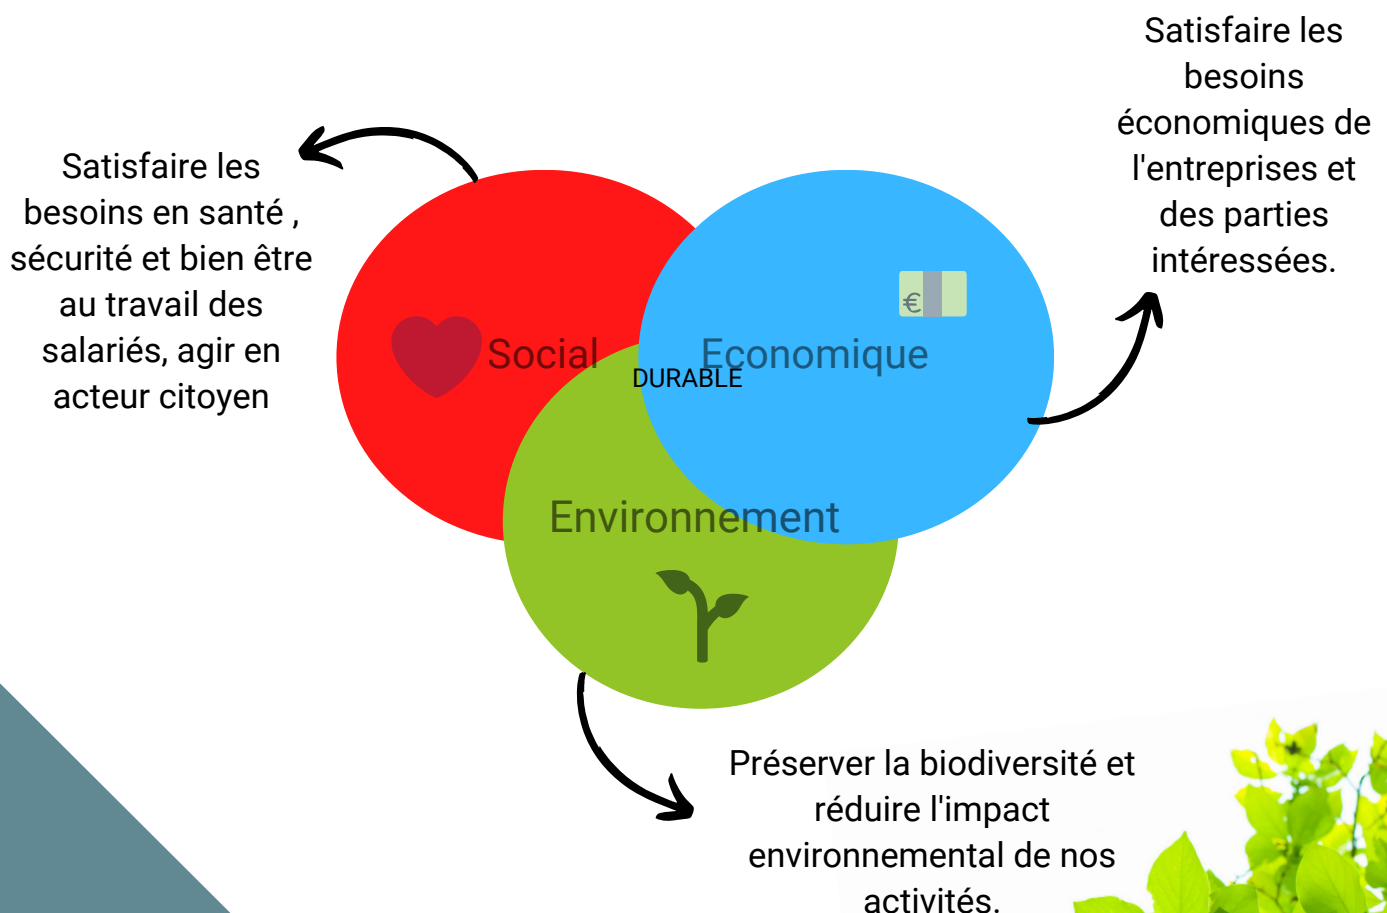 Satisfaire les
besoins
économiques de
l'entreprises et
des parties
intéressées.
Satisfaire les
besoins en santé ,
sécurité et bien être
au travail des
salariés, agir en
acteur citoyen
€
Social
Economique
DURABLE
Environnement
Préserver la biodiversité et
réduire l'impact
environnemental de nos
activités.